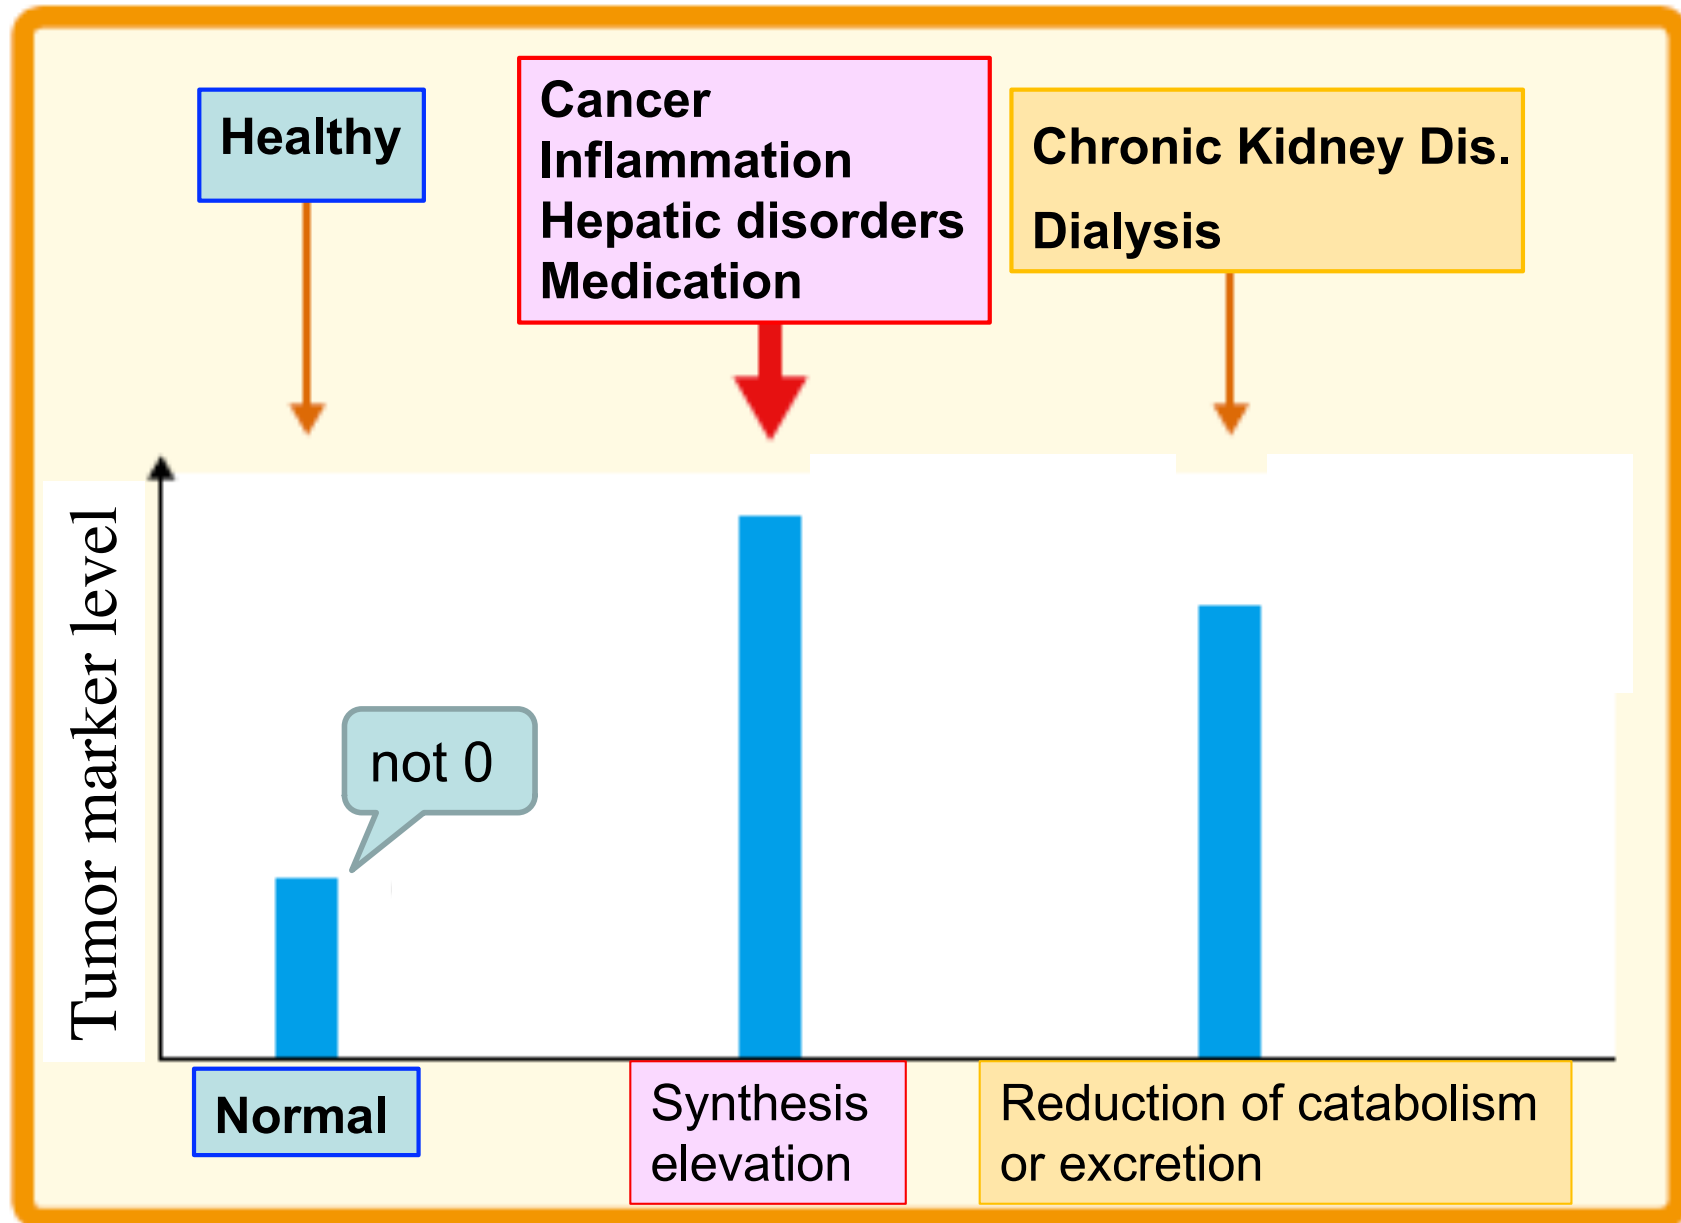 Healthy
Cancer
Inflammation
Hepatic disorders
Medication
Chronic Kidney Dis.
Dialysis
Tumor marker level
not 0
Normal
Synthesis
elevation
Reduction of catabolism
or excretion